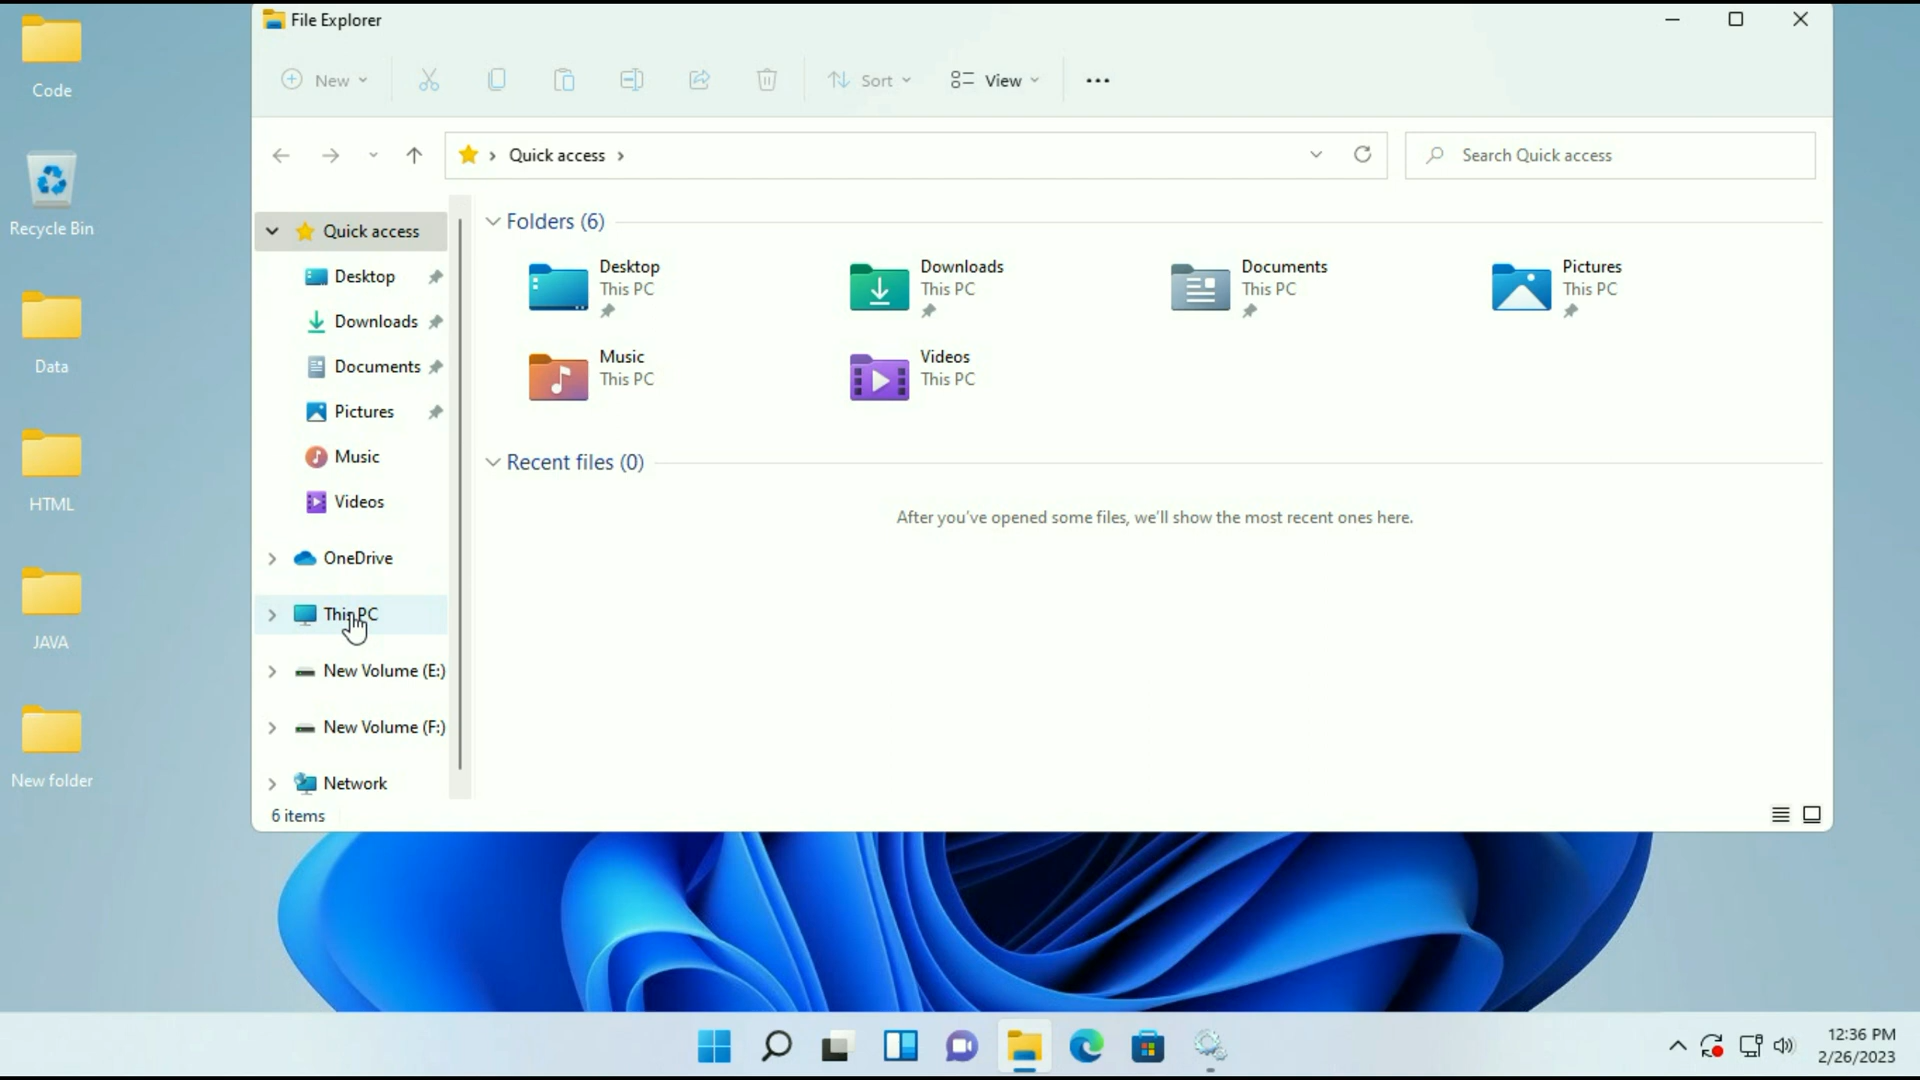 Code
Recycle Bin
Data
HTML
JAVA
New folder
File Explorer
New
Sort
View
Quick access
Search Quick access
Quick access
Desktop
Downloads
Documents
Pictures
Music
Videos
OneDrive
This PC
New Volume (E:)
New Volume (F:)
Network
Folders (6)
Desktop
This PC
Downloads
This PC
Documents
This PC
Pictures
This PC
Music
This PC
Videos
This PC
Recent files (0)
After you've opened some files, we'll show the most recent ones here.
6 items
12:36 PM
2/26/2023